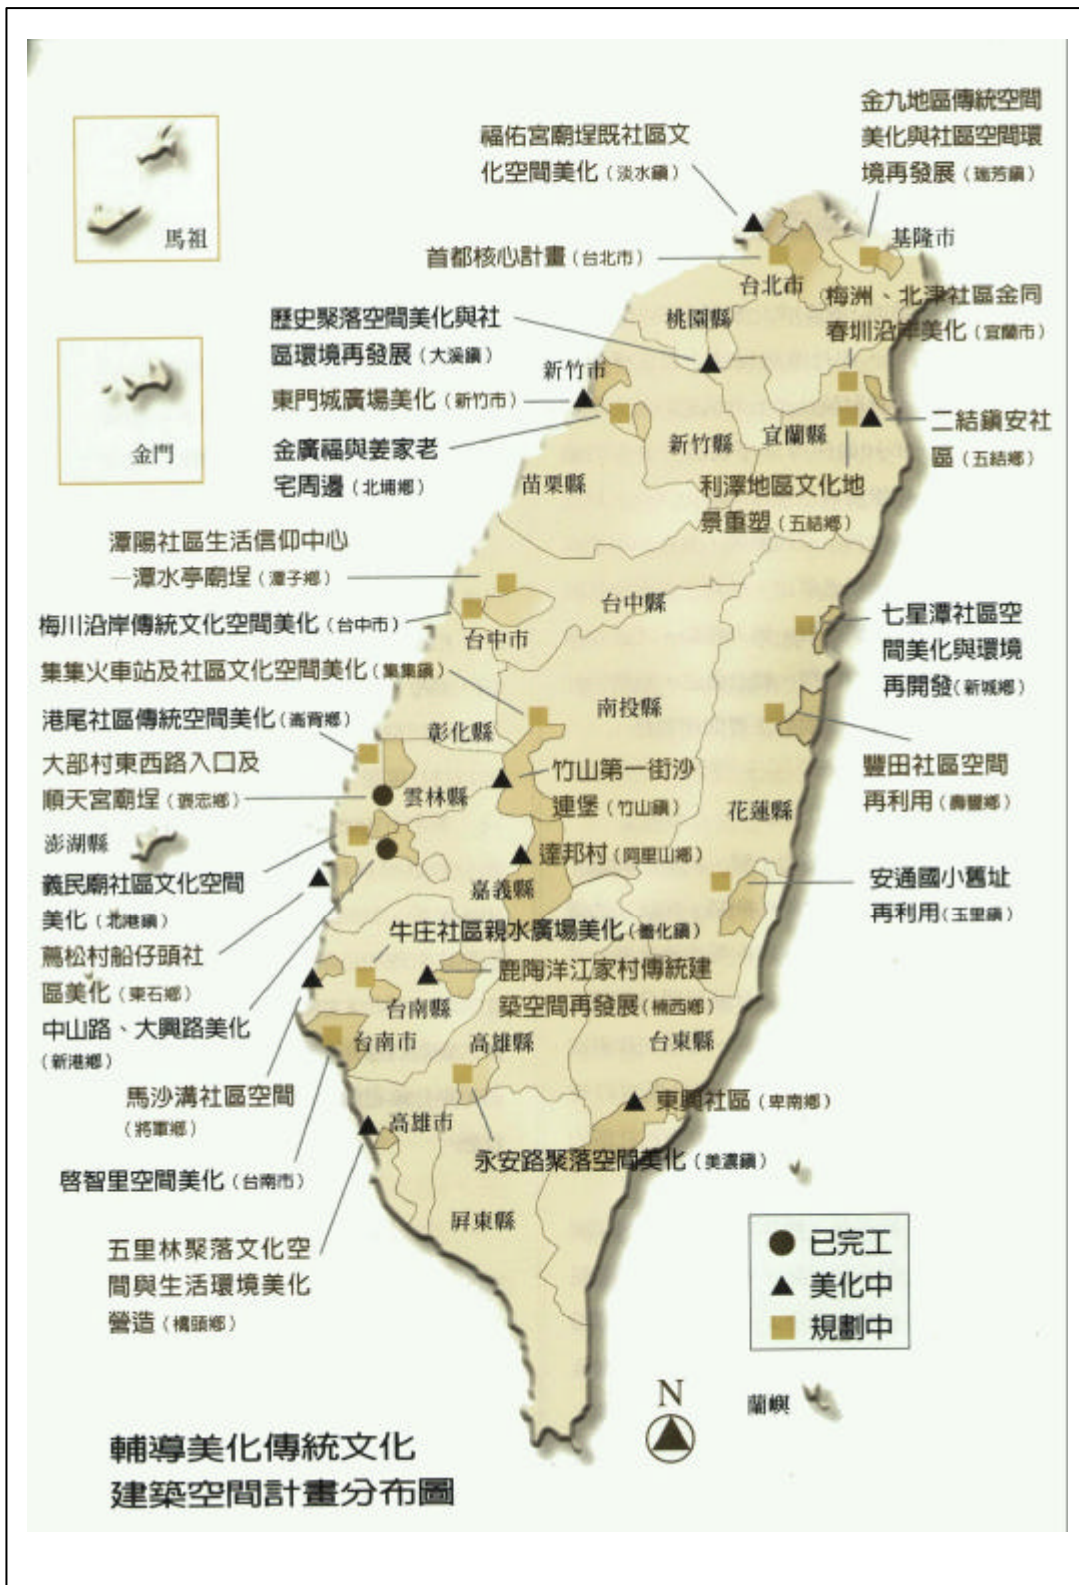 金九地區傳統空間
美化與社區空間環
境再發展(瑞芳鎮)
福佑宮廟埕既社區文
化空間美化(淡水鎮)
馬祖
基隆市
首都核心計畫(台北市)
台北市
梅洲、北津社區金同
春圳沿岸美化(宜蘭市)
桃園縣
歷史聚落空間美化與社
區環境再發展(大溪鎮)
新竹市
東門城廣場美化(新竹市)
二結鎮安社
區(五結鄉)
宜蘭縣
新竹縣
金廣福與姜家老
宅周邊(北埔鄉)
金門
苗栗縣
利澤地區文化地
景重塑(五結鄉)
潭陽社區生活信仰中心
—潭水亭廟埕(潭子鄉)
台中縣
梅川沿岸傳統文化空間美化(台中市)
台中市
七星潭社區空
間美化與環境
再開發(新城鄉)
集集火車站及社區文化空間美化(集集鎮)
南投縣
港尾社區傳統空間美化(崙背鄉)
彰化縣
大部村東西路入口及
順天宮廟埕(褒忠鄉)
雲林縣
竹山第一街沙
連堡(竹山鎮)
花蓮縣
豐田社區空間
再利用(壽豐鄉)
澎湖縣
達邦村(阿里山鄉)
義民廟社區文化空間
美化(北港鎮)
嘉義縣
安通國小舊址
再利用(玉里鎮)
牛庄社區親水廣場美化(善化鎮)
蔦松村船仔頭社
區美化(東石鄉)
鹿陶洋江家村傳統建
築空間再發展(楠西鄉)
台南縣
中山路、大興路美化
(新港鄉)
台南市
高雄縣
台東縣
馬沙溝社區空間
(將軍鄉)
東興社區(卑南鄉)
高雄市
永安路聚落空間美化(美濃鎮)
啓智里空間美化(台南市)
屏東縣
五里林聚落文化空
間與生活環境美化
營造(橋頭鄉)
已完工
美化中
規劃中
N
蘭嶼
輔導美化傳統文化
建築空間計畫分布圖